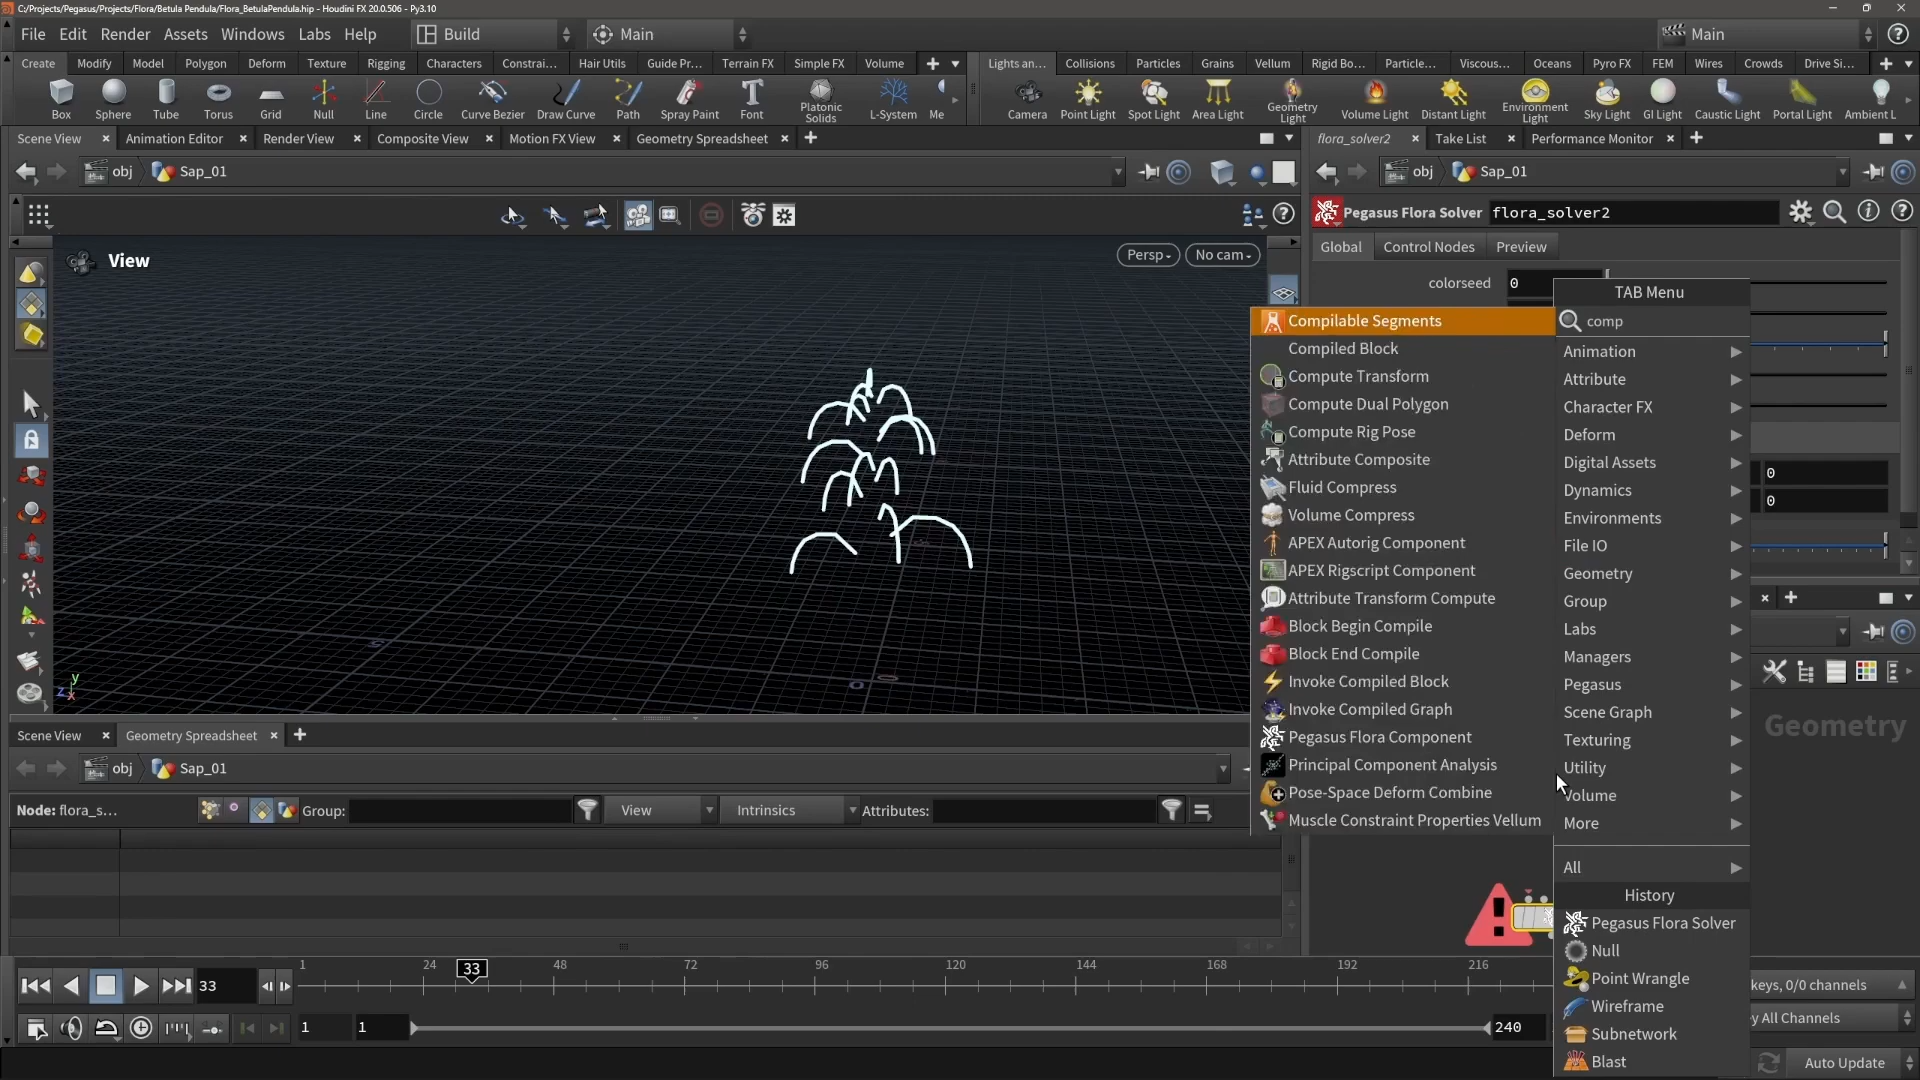 C:/Projects/Pegasus/Projects/Flora/Betula Pendula/Flora_BetulaPendula.hip - Houdini FX 20.0.506 - Py3.10
File Edit Render Assets Windows Labs Help Build Main Main
Create Modify Model Polygon Deform Texture Rigging Characters Constrai... Hair Utils Guide Pr... Terrain FX Simple FX Volume
Lights an... Collisions Particles Grains Vellum Rigid Bo... Particle... Viscous... Oceans Pyro FX FEM Wires Crowds Drive Si...
Box Sphere Tube Torus Grid Null Line Circle Curve Bezier Draw Curve Path Spray Paint Font Platonic Solids L-System Me
Camera Point Light Spot Light Area Light Geometry Light Volume Light Distant Light Environment Light Sky Light GI Light Caustic Light Portal Light Ambient L
Scene View Animation Editor Render View Composite View Motion FX View Geometry Spreadsheet
flora_solver2 Take List Performance Monitor
obj Sap_01
obj Sap_01
Pegasus Flora Solver flora_solver2
Global Control Nodes Preview
View
Persp
No cam
colorseed 0
TAB Menu
comp
Compilable Segments
Compiled Block
Compute Transform
Compute Dual Polygon
Compute Rig Pose
Attribute Composite
Fluid Compress
Volume Compress
APEX Autorig Component
APEX Rigscript Component
Attribute Transform Compute
Block Begin Compile
Block End Compile
Invoke Compiled Block
Invoke Compiled Graph
Pegasus Flora Component
Principal Component Analysis
Pose-Space Deform Combine
Muscle Constraint Properties Vellum
Animation
Attribute
Character FX
Deform
Digital Assets
Dynamics
Environments
File IO
Geometry
Group
Labs
Managers
Pegasus
Scene Graph
Texturing
Utility
Volume
More
All
History
Pegasus Flora Solver
Null
Point Wrangle
Wireframe
Subnetwork
Blast
0
0
Geometry
z y x
Scene View Geometry Spreadsheet
obj Sap_01
Node: flora_s... Group: View Intrinsics Attributes:
1 24 48 72 96 120 144 168 192 216
33
33
keys, 0/0 channels
1 1 240
y All Channels
Auto Update